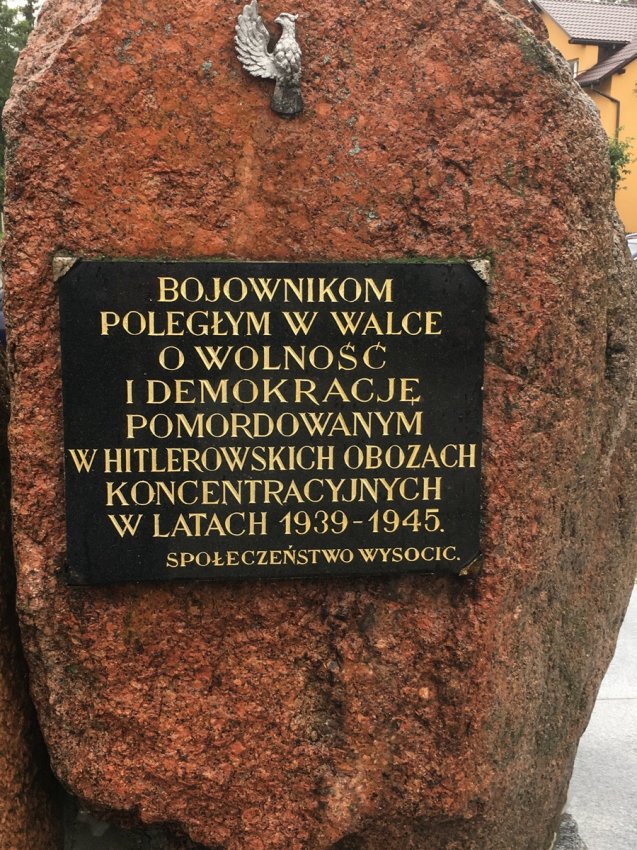 BOJOWNIKOM
POLEGŁYM W WALCE
O WOLNOŚĆ
I DEMOKRACJĘ
POMORDOWANYM
W HITLEROWSKICH OBOZACH
KONCENTRACYJNYCH
W LATACH 1939-1945.
SPOŁECZEŃSTWO WYSOCIC.